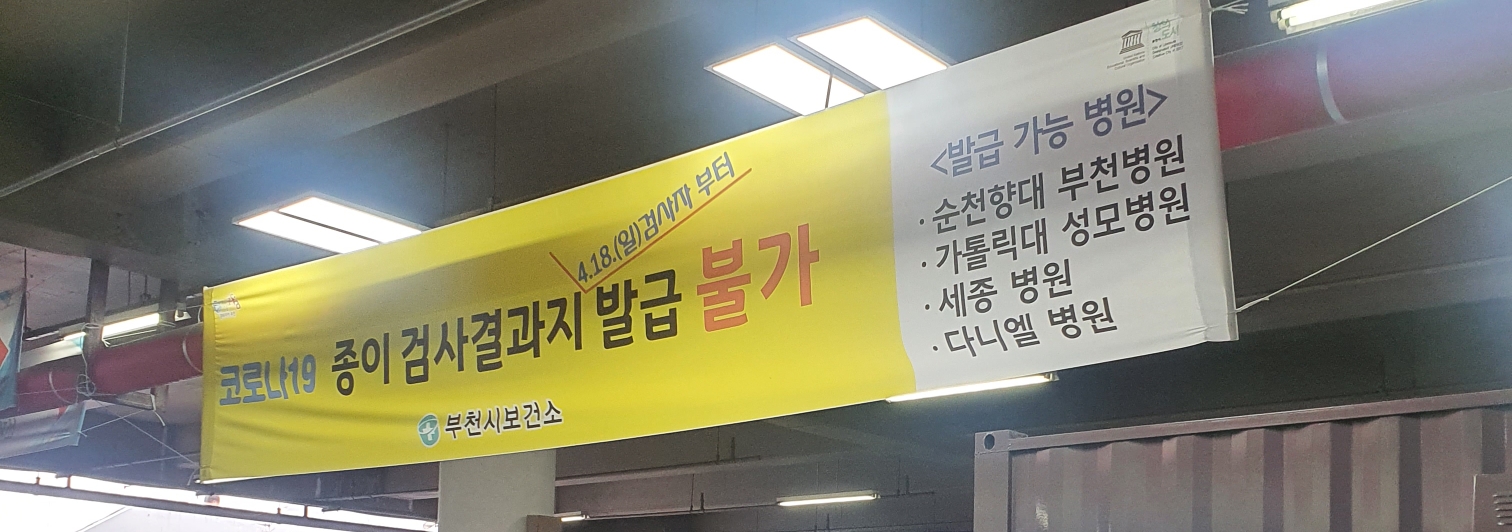 4.18.(일)검사자 부터
코로나19 종이 검사결과지 발급 불가
부천시보건소
<발급 가능 병원>
· 순천향대 부천병원
· 가톨릭대 성모병원
· 세종 병원
· 다니엘 병원